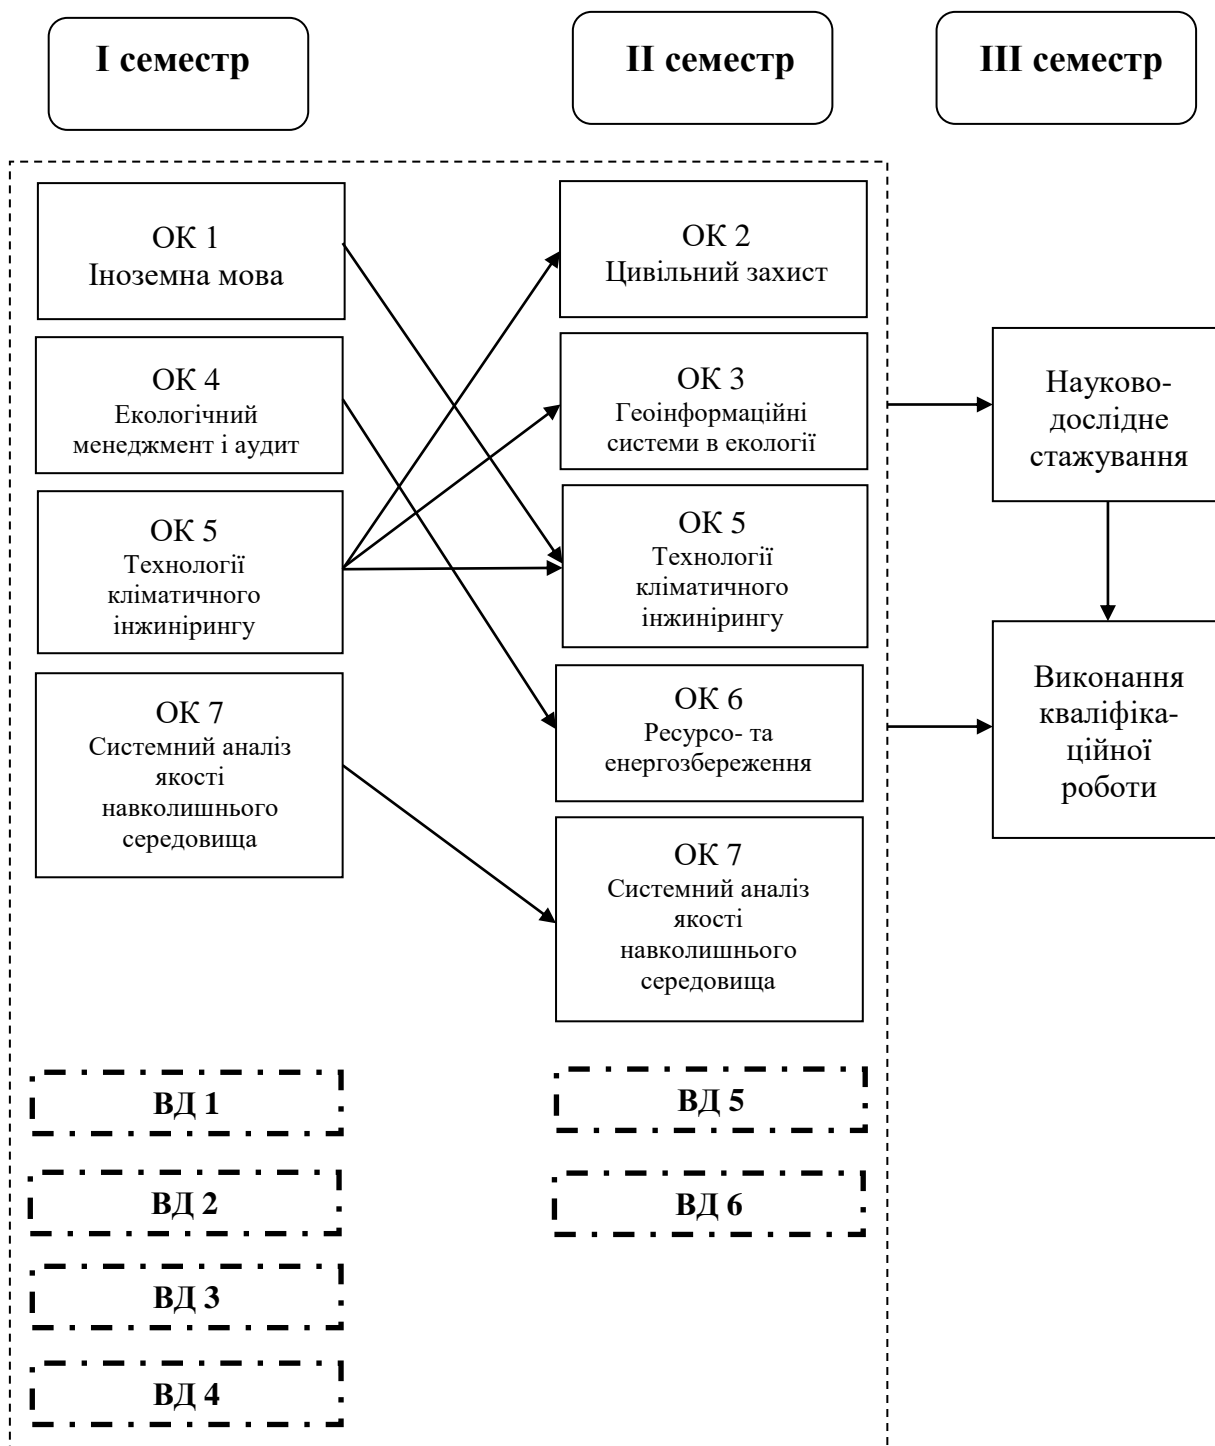 І семестр
ІІ семестр
ІІІ семестр
ОК 1
Іноземна мова
ОК 4
Екологічний
менеджмент і аудит
ОК 5
Технології
кліматичного
інжинірингу
ОК 7
Системний аналіз
якості
навколишнього
середовища
ОК 2
Цивільний захист
ОК 3
Геоінформаційні
системи в екології
ОК 5
Технології
кліматичного
інжинірингу
ОК 6
Ресурсо- та
енергозбереження
ОК 7
Системний аналіз
якості
навколишнього
середовища
Науково-
дослідне
стажування
Виконання
кваліфіка-
ційної
роботи
ВД 1
ВД 2
ВД 3
ВД 4
ВД 5
ВД 6